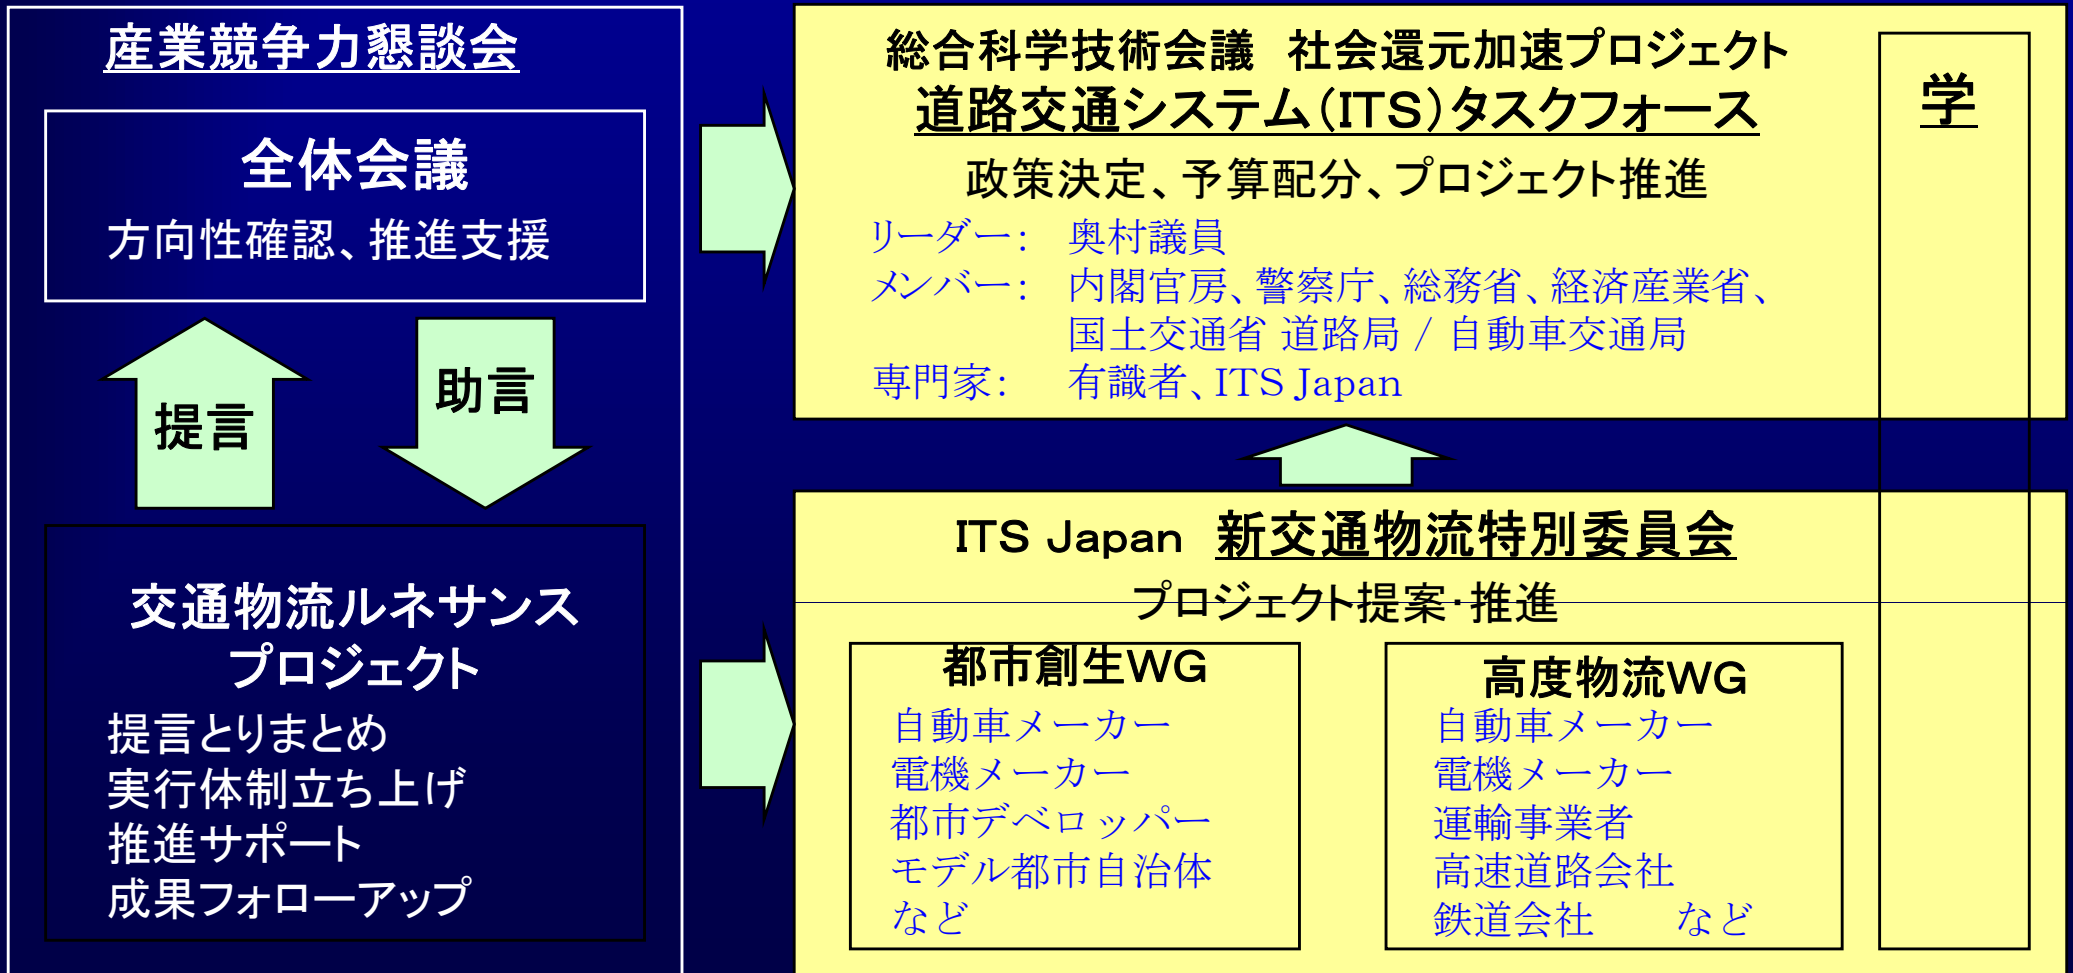 産業競争力懇談会
全体会議
方向性確認、推進支援
提言
助言
交通物流ルネサンス
プロジェクト
提言とりまとめ
実行体制立ち上げ
推進サポート
成果フォローアップ
総合科学技術会議　社会還元加速プロジェクト
道路交通システム（ITS）タスクフォース
政策決定、予算配分、プロジェクト推進
リーダー：　奥村議員
メンバー：　内閣官房、警察庁、総務省、経済産業省、
国土交通省 道路局 / 自動車交通局
専門家：　有識者、ITS Japan
学
ITS Japan　新交通物流特別委員会
プロジェクト提案・推進
都市創生WG
自動車メーカー
電機メーカー
都市デベロッパー
モデル都市自治体
など
高度物流WG
自動車メーカー
電機メーカー
運輸事業者
高速道路会社
鉄道会社　　など